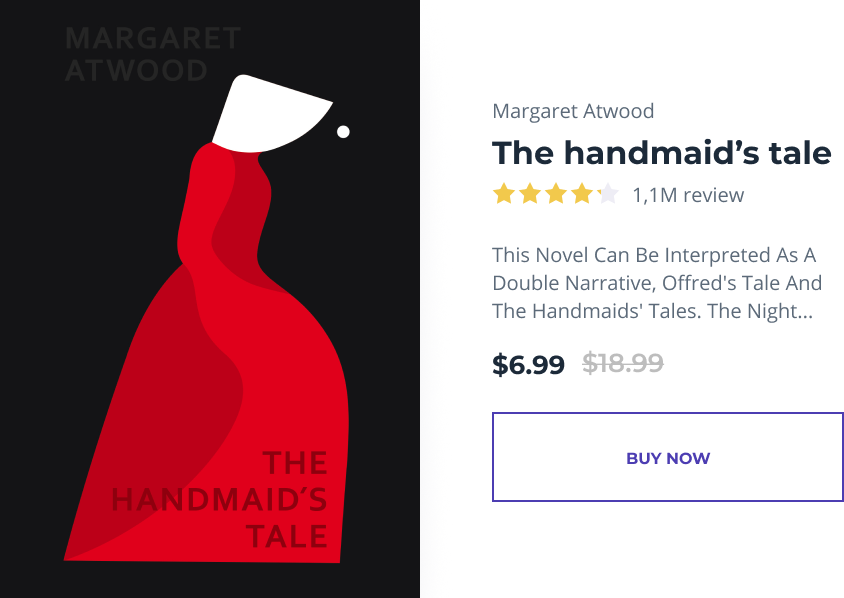 MARGARET
ATWOOD
THE
HANDMAID’S
TALE
Margaret Atwood
The handmaid’s tale
1,1M review
This Novel Can Be Interpreted As A
Double Narrative, Offred's Tale And
The Handmaids' Tales. The Night...
$6.99 $18.99
BUY NOW